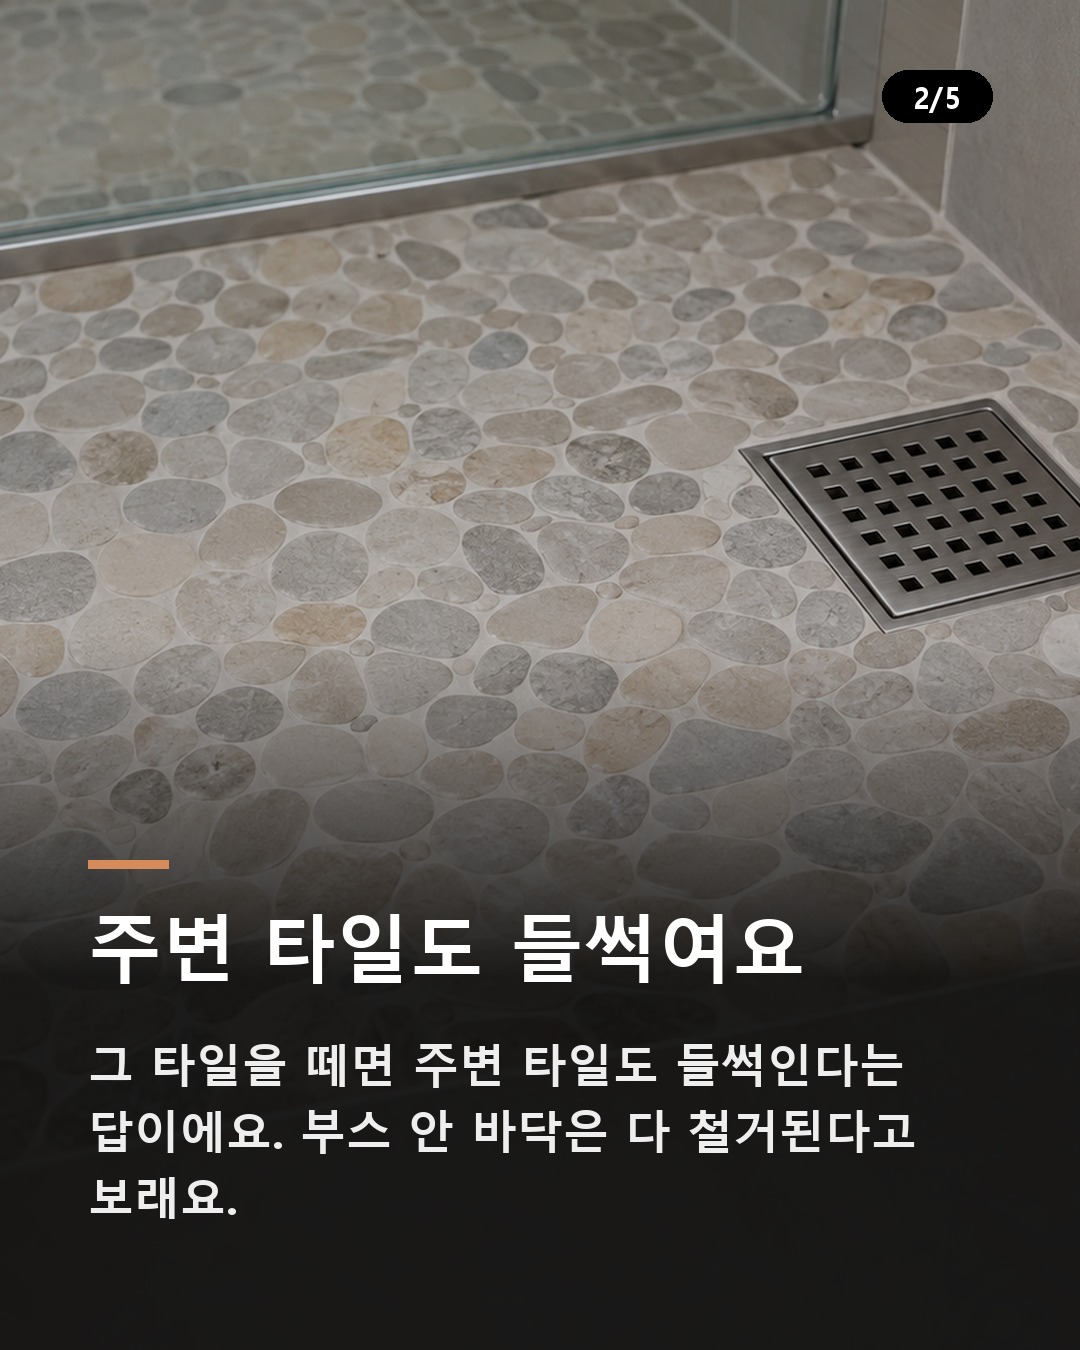 2/5
주변 타일도 들썩여요
그 타일을 떼면 주변 타일도 들썩인다는
답이에요. 부스 안 바닥은 다 철거된다고
보래요.